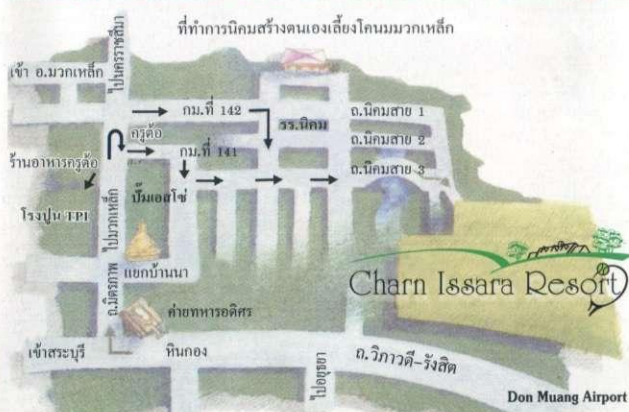 ที่ทำการนิคมสร้างตนเองเลี้ยงโคนมมวกเหล็ก
ไปนครราชสีมา
เข้า อ.มวกเหล็ก
กม.ที่ 142
รร.นิคม
ถ.นิคมสาย 1
ครูต้อ
ถ.นิคมสาย 2
กม.ที่ 141
ร้านอาหารครูต้อ
ถ.นิคมสาย 3
โรงปูน TPI
ไปมวกเหล็ก
ปั๊มเอสโซ่
แยกบ้านนา
Charn Issara Resort
ถ.มิตรภาพ
ค่ายทหารอดิศร
เข้าสระบุรี
หินกอง
ไปอยุธยา
ถ.วิภาวดี-รังสิต
Don Muang Airport